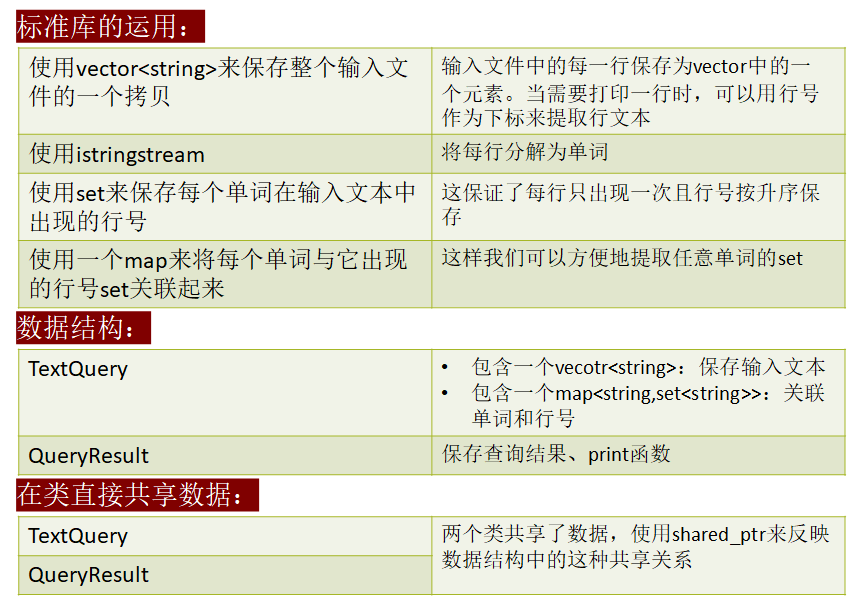 标准库的运用：
使用vector<string>来保存整个输入文
件的一个拷贝
输入文件中的每一行保存为vector中的一
个元素。当需要打印一行时，可以用行号
作为下标来提取行文本
使用istringstream
将每行分解为单词
使用set来保存每个单词在输入文本中
出现的行号
这保证了每行只出现一次且行号按升序保
存
使用一个map来将每个单词与它出现
的行号set关联起来
这样我们可以方便地提取任意单词的set
数据结构：
TextQuery
• 包含一个vecotr<string>：保存输入文本
• 包含一个map<string,set<string>>：关联
单词和行号
QueryResult
保存查询结果、print函数
在类直接共享数据：
TextQuery
两个类共享了数据，使用shared_ptr来反映
数据结构中的这种共享关系
QueryResult